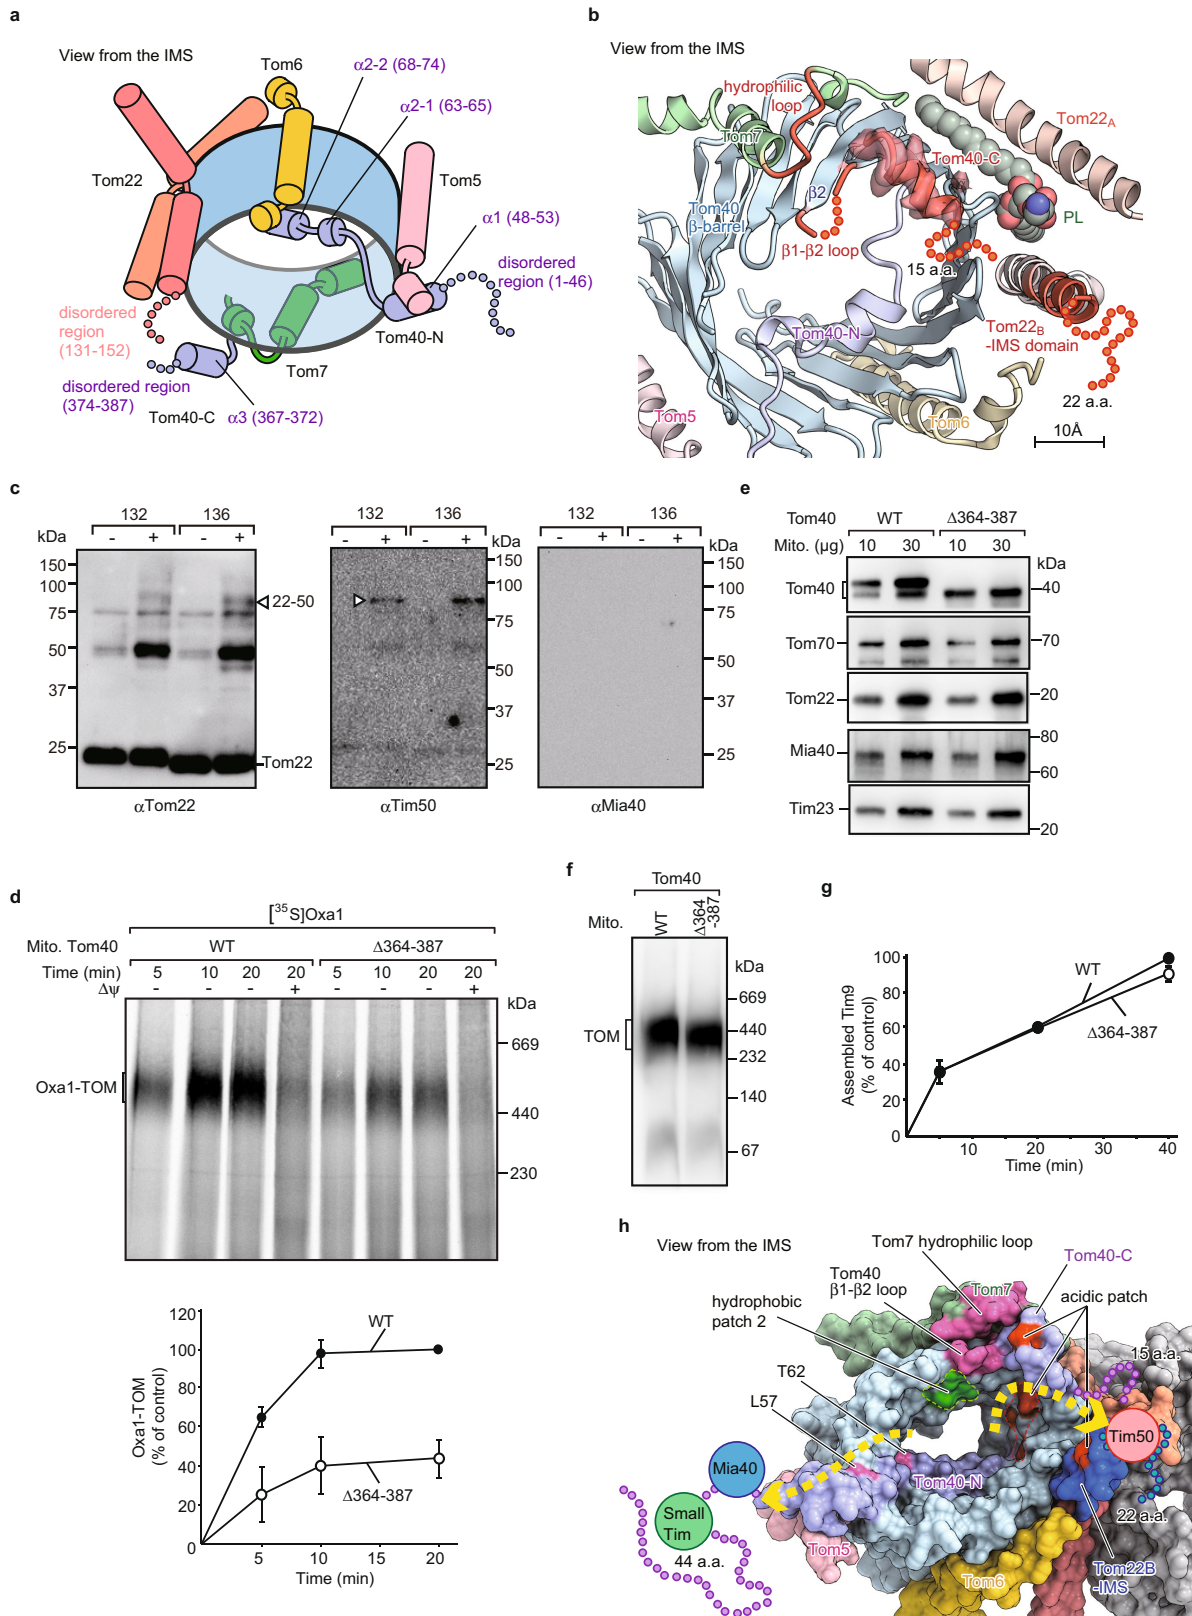 a
View from the IMS
Tom6
α2-2 (68-74)
α2-1 (63-65)
Tom22
Tom5
α1 (48-53)
disordered
region (1-46)
disordered
region
(131-152)
Tom40-N
disordered region
(374-387)
Tom7
Tom40-C
α3 (367-372)
b
View from the IMS
hydrophilic
loop
Tom7
Tom22A
Tom40-C
β2
PL
Tom40
β-barrel
β1-β2 loop
15 a.a.
Tom40-N
Tom22B
-IMS domain
22 a.a.
Tom5
Tom6
10Å
c
132 136
kDa - + - +
150
100
75
50
37
25
22-50
Tom22
αTom22
132 136
- + - + kDa
150
100
75
50
37
25
αTim50
132 136
- + - + kDa
150
100
75
50
37
25
αMia40
e
Tom40 WT Δ364-387
Mito. (μg) 10 30 10 30 kDa
Tom40 40
Tom70 70
Tom22 20
Mia40 80
60
Tim23
20
d
[35S]Oxa1
Mito. Tom40 WT Δ364-387
Time (min) 5 10 20 20 5 10 20 20
Δψ - - - + - - - +
kDa
669
Oxa1-TOM
440
230
Oxa1-TOM
(% of control)
120
100
80
60
40
20
0
WT
Δ364-387
5 10 15 20
Time (min)
f
Tom40
Mito. WT Δ364
-387
kDa
669
TOM 440
232
140
67
g
Assembled Tim9
(% of control)
100
80
60
40
20
0
WT
Δ364-387
10 20 30 40
Time (min)
h
View from the IMS
Tom7 hydrophilic loop
Tom40-C
Tom40
β1-β2 loop
Tom7
acidic patch
hydrophobic
patch 2
15 a.a.
T62
L57
Tim50
Mia40
Tom40-N
Small
Tim
22 a.a.
44 a.a.
Tom5
Tom6
Tom22B
-IMS